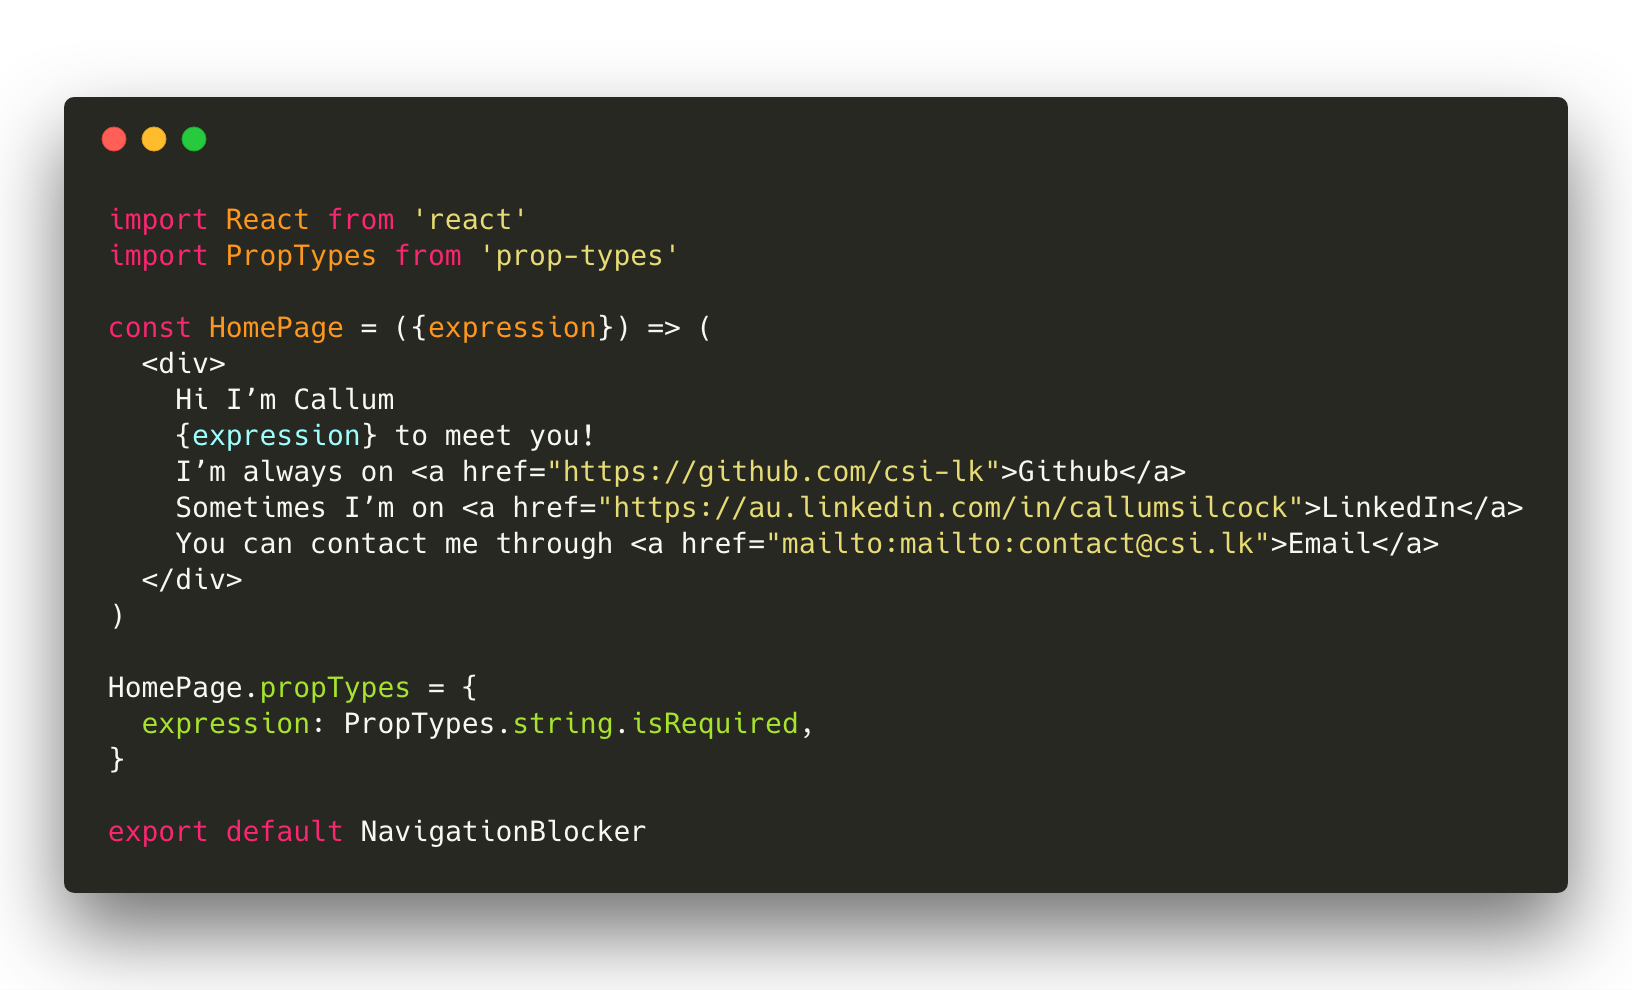 import React from 'react'
import PropTypes from 'prop-types'

const HomePage = ({expression}) => (
  <div>
    Hi I’m Callum
    {expression} to meet you!
    I’m always on <a href="https://github.com/csi-lk">Github</a>
    Sometimes I’m on <a href="https://au.linkedin.com/in/callumsilcock">LinkedIn</a>
    You can contact me through <a href="mailto:mailto:contact@csi.lk">Email</a>
  </div>
)

HomePage.propTypes = {
  expression: PropTypes.string.isRequired,
}

export default NavigationBlocker